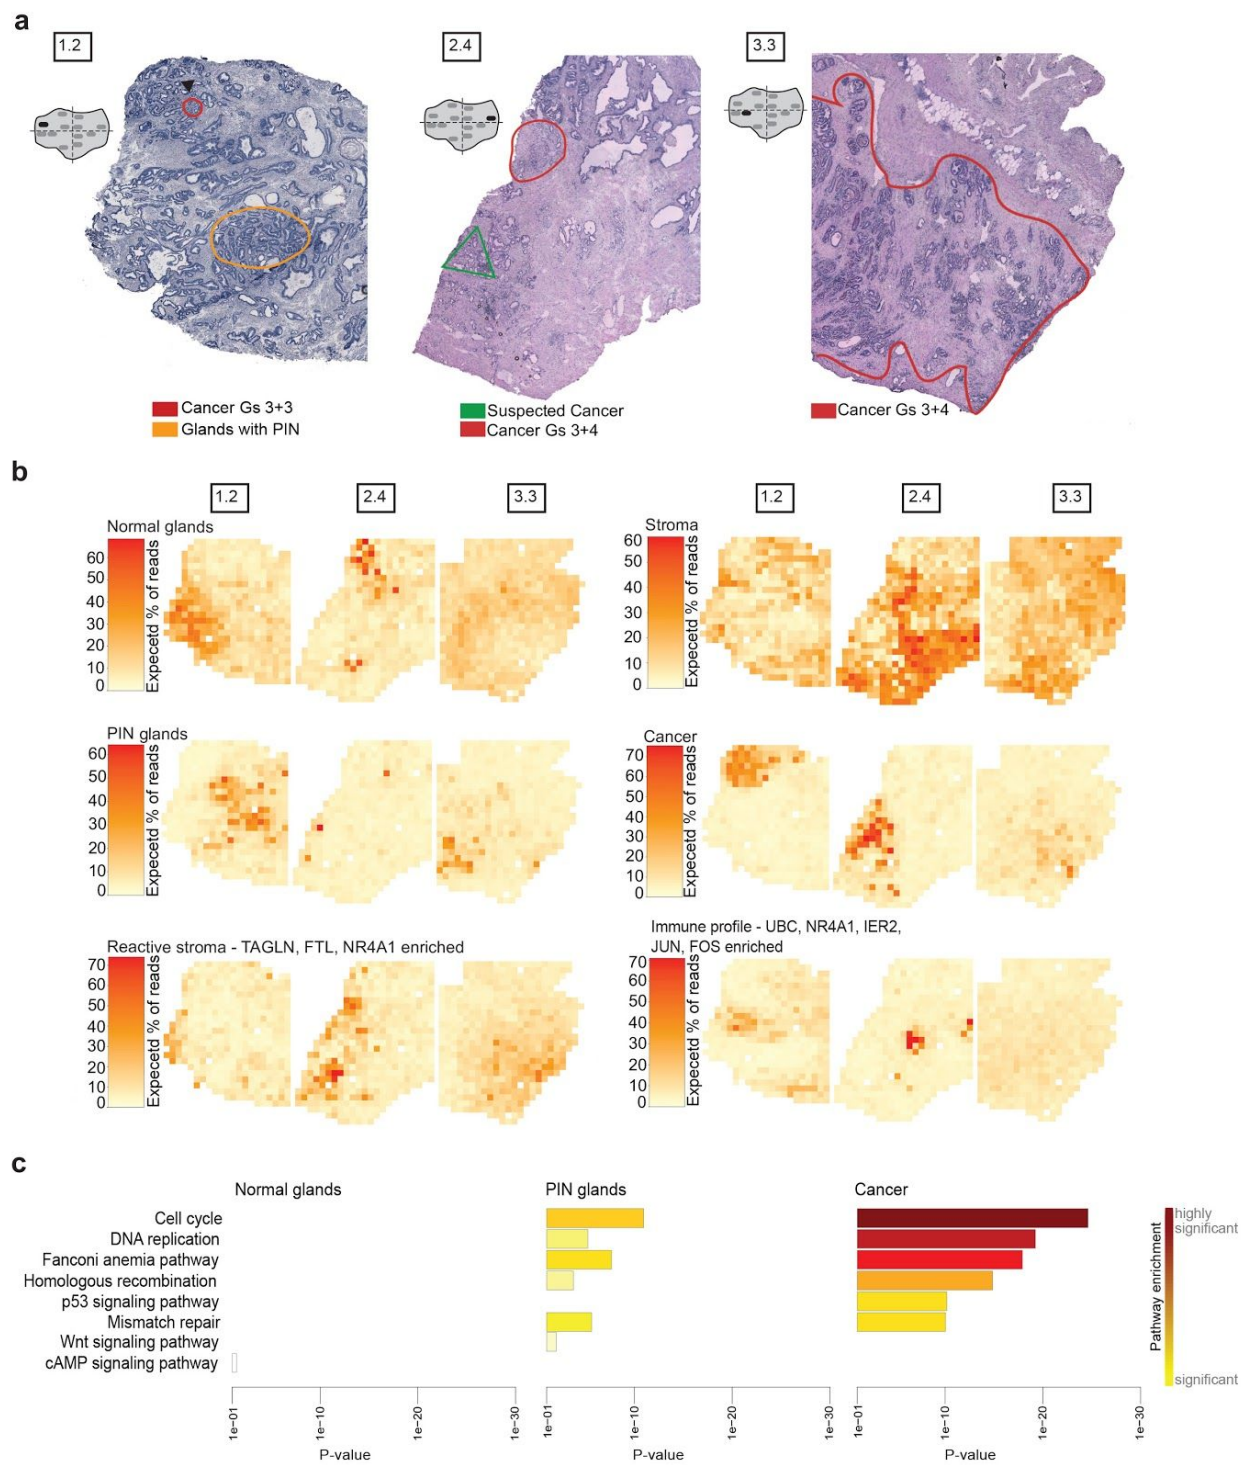 a
1.2
2.4
3.3
Cancer Gs 3+3
Glands with PIN
Suspected Cancer
Cancer Gs 3+4
Cancer Gs 3+4
b
1.2
2.4
3.3
1.2
2.4
3.3
Normal glands
60
50
40
30
20
10
0
Expecetd % of reads
Stroma
60
50
40
30
20
10
0
Expecetd % of reads
PIN glands
60
50
40
30
20
10
0
Expecetd % of reads
Cancer
70
60
50
40
30
20
10
0
Expecetd % of reads
Reactive stroma - TAGLN, FTL, NR4A1 enriched
70
60
50
40
30
20
10
0
Expecetd % of reads
Immune profile - UBC, NR4A1, IER2,
JUN, FOS enriched
70
60
50
40
30
20
10
0
Expecetd % of reads
c
Normal glands
PIN glands
Cancer
Cell cycle
DNA replication
Fanconi anemia pathway
Homologous recombination
p53 signaling pathway
Mismatch repair
Wnt signaling pathway
cAMP signaling pathway
1e-01
1e-10
1e-20
1e-30
P-value
1e-01
1e-10
1e-20
1e-30
P-value
1e-01
1e-10
1e-20
1e-30
P-value
Pathway enrichment
highly
significant
significant